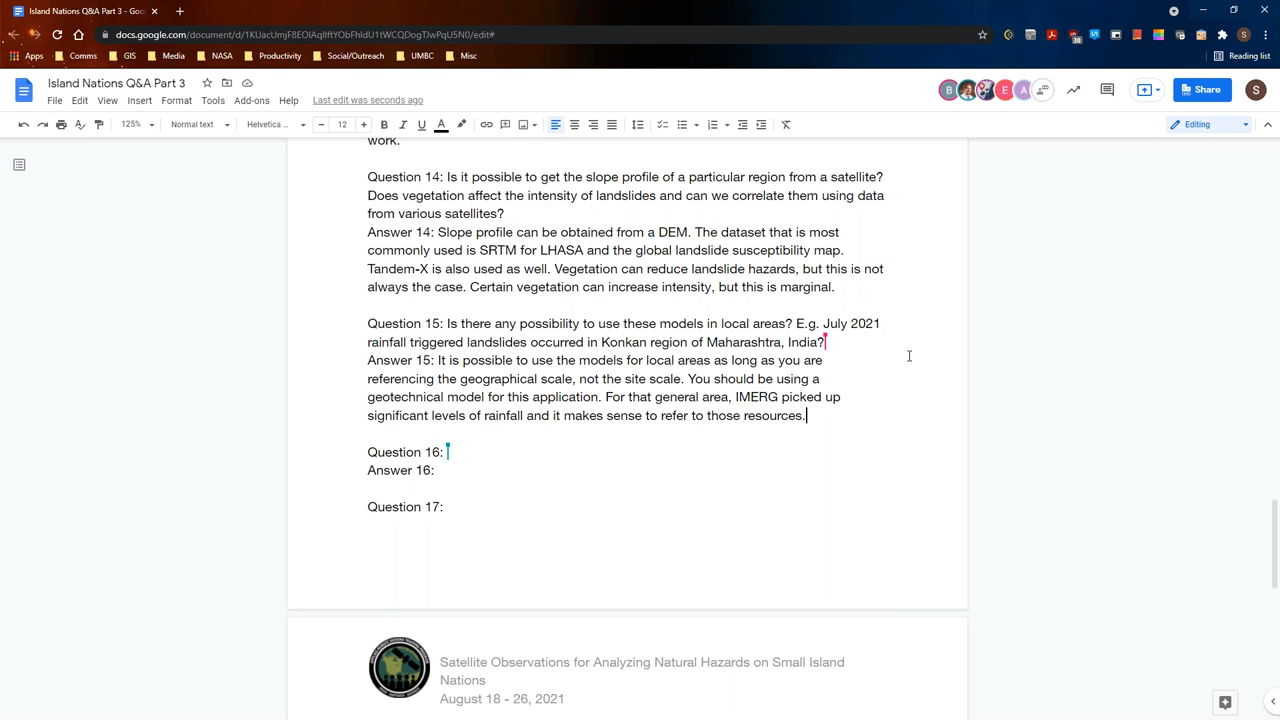 Island Nations Q&A Part 3 - Goo
docs.google.com/document/d/1KUacUmjF8EOIAqIIftYObFhIdU1tWCQDogTJwPqU5N0/edit#
Apps Comms GIS Media NASA Productivity Social/Outreach UMBC Misc Reading list
Island Nations Q&A Part 3
File Edit View Insert Format Tools Add-ons Help Last edit was seconds ago
B E A Share S
125% Normal text Helvetica ... 12 B I U A Editing
work.
Question 14: Is it possible to get the slope profile of a particular region from a satellite?
Does vegetation affect the intensity of landslides and can we correlate them using data
from various satellites?
Answer 14: Slope profile can be obtained from a DEM. The dataset that is most
commonly used is SRTM for LHASA and the global landslide susceptibility map.
Tandem-X is also used as well. Vegetation can reduce landslide hazards, but this is not
always the case. Certain vegetation can increase intensity, but this is marginal.
Question 15: Is there any possibility to use these models in local areas? E.g. July 2021
rainfall triggered landslides occurred in Konkan region of Maharashtra, India?
Answer 15: It is possible to use the models for local areas as long as you are
referencing the geographical scale, not the site scale. You should be using a
geotechnical model for this application. For that general area, IMERG picked up
significant levels of rainfall and it makes sense to refer to those resources.
Question 16:
Answer 16:
Question 17:
Satellite Observations for Analyzing Natural Hazards on Small Island
Nations
August 18 - 26, 2021